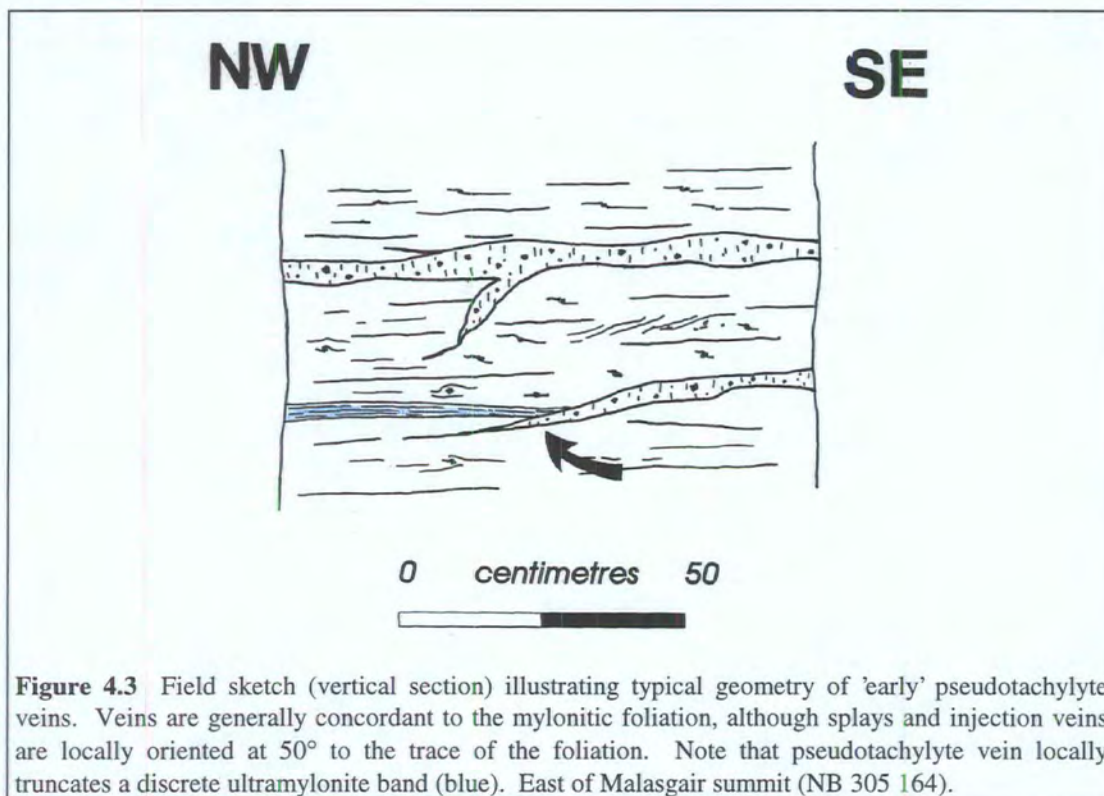 NW SE
0 centimetres 50
Figure 4.3 Field sketch (vertical section) illustrating typical geometry of 'early' pseudotachylyte
veins. Veins are generally concordant to the mylonitic foliation, although splays and injection veins
are locally oriented at 50° to the trace of the foliation. Note that pseudotachylyte vein locally
truncates a discrete ultramylonite band (blue). East of Malasgair summit (NB 305 164).